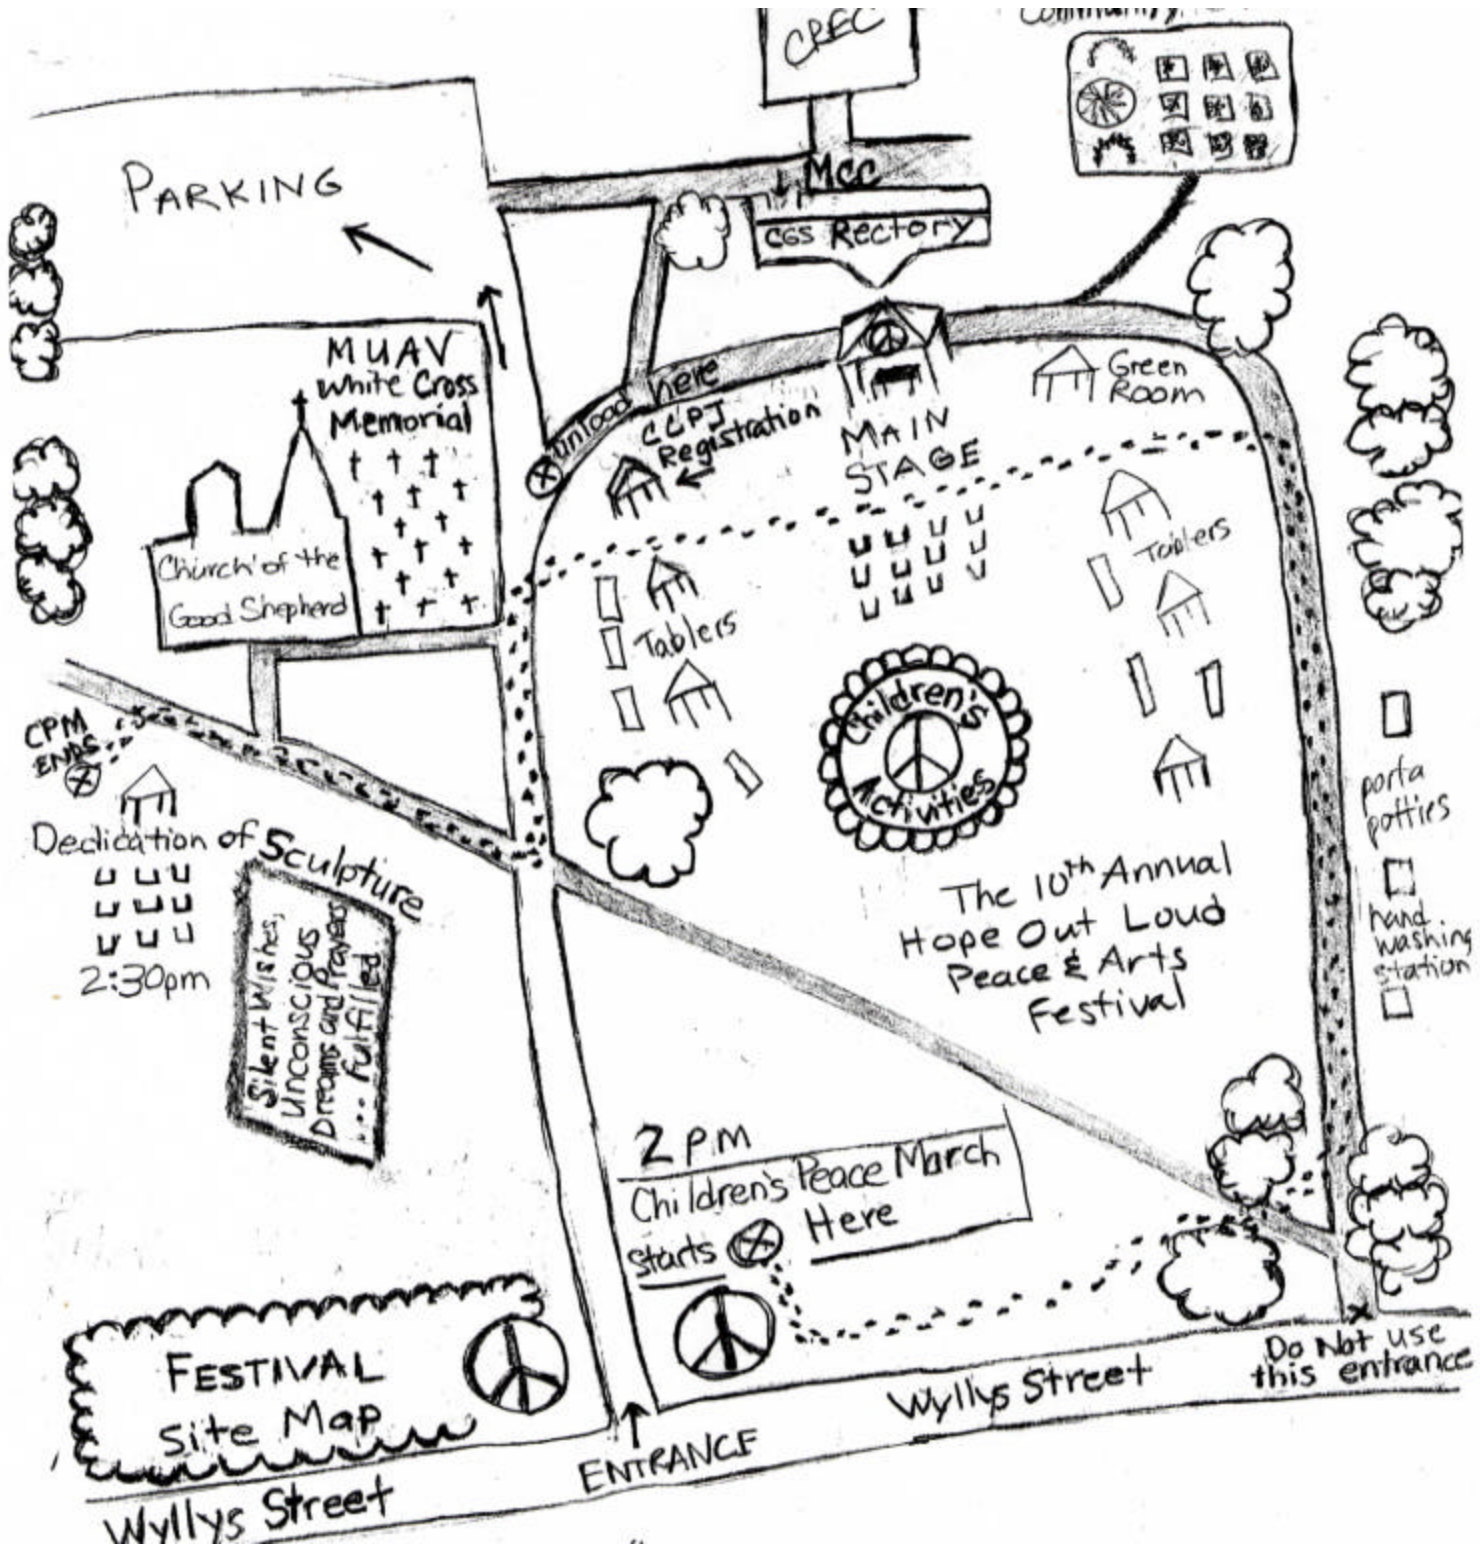 CREC
Community
PARKING
MCC
CGS Rectory
MUAV
White Cross
Memorial
unload here
CCPJ
Registration
MAIN
STAGE
Green
Room
Church of the
Good Shepherd
Tablers
Tablers
Children's
Activities
CPM
ENDS
Dedication of Sculpture
2:30pm
Silent Wishes,
Unconscious
Dreams and Prayers
... Fulfilled
porta
potties
hand
washing
station
The 10th Annual
Hope Out Loud
Peace & Arts
Festival
2 P.M
Children's Peace March
Starts Here
FESTIVAL
Site Map
Wyllys Street
ENTRANCE
Wyllys Street
Do Not use
this entrance